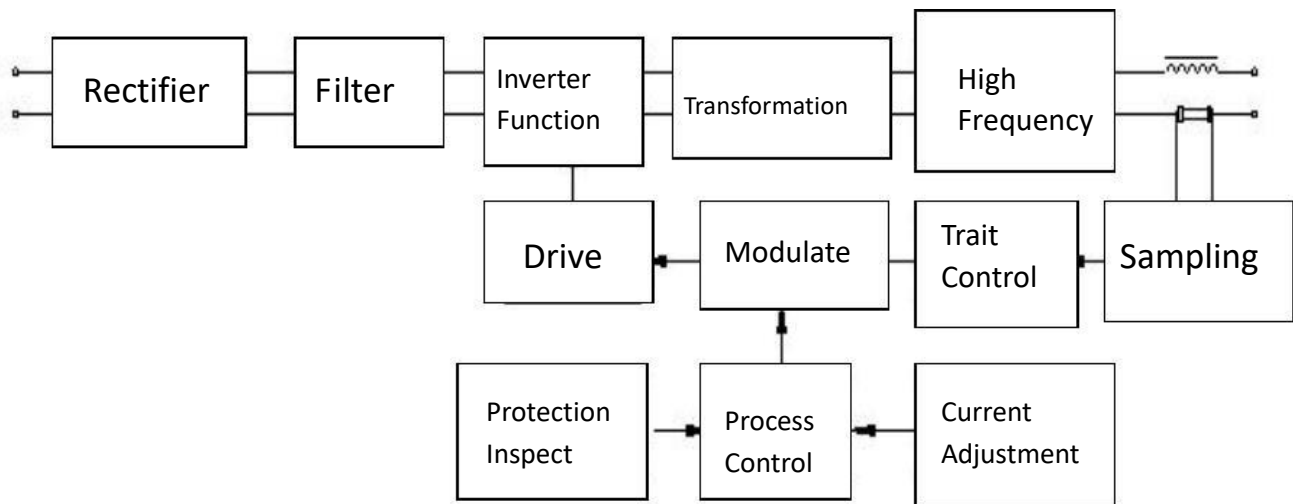 Rectifier
Filter
Inverter
Function
Transformation
High
Frequency
Drive
Modulate
Trait
Control
Sampling
Protection
Inspect
Process
Control
Current
Adjustment